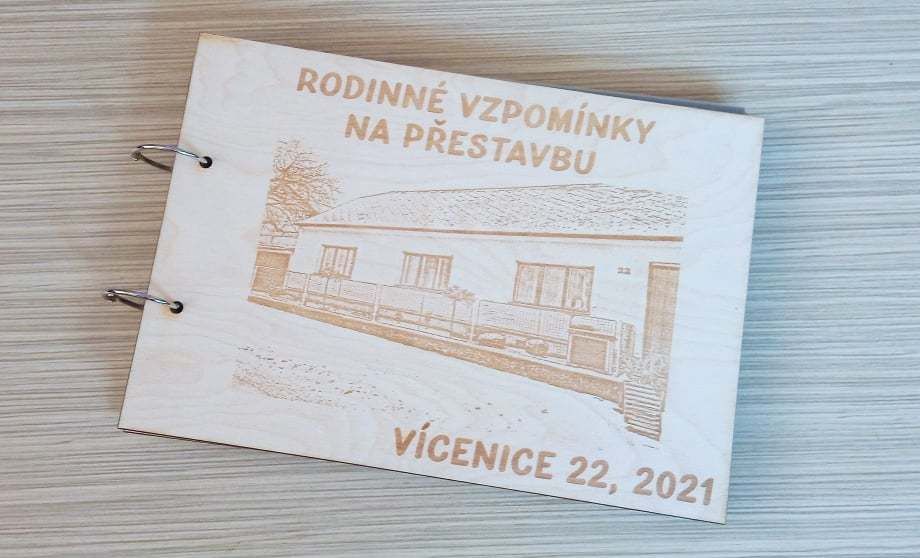 RODINNÉ VZPOMÍNKY
NA PŘESTAVBU
22
VÍCENICE 22, 2021